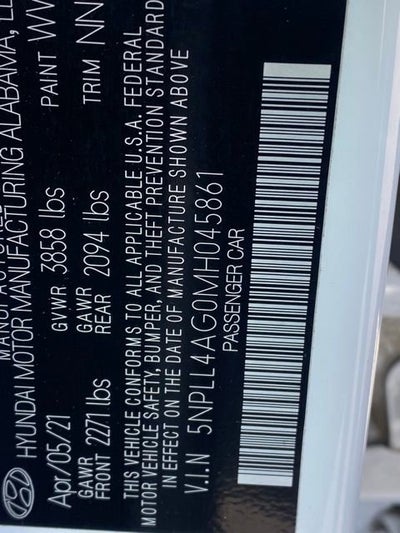 HYUNDAI MOTOR MANUFACTURING ALABAMA,
Apr/05/21 GVWR 3858 lbs PAINT WW
GAWR FRONT 2271 lbs GAWR REAR 2094 lbs TRIM NN
THIS VEHICLE CONFORMS TO ALL APPLICABLE U.S.A. FEDERAL
MOTOR VEHICLE SAFETY, BUMPER, AND THEFT PREVENTION STANDARD
IN EFFECT ON THE DATE OF MANUFACTURE SHOWN ABOVE
V.I.N 5NPLL4AG0MH045861
PASSENGER CAR